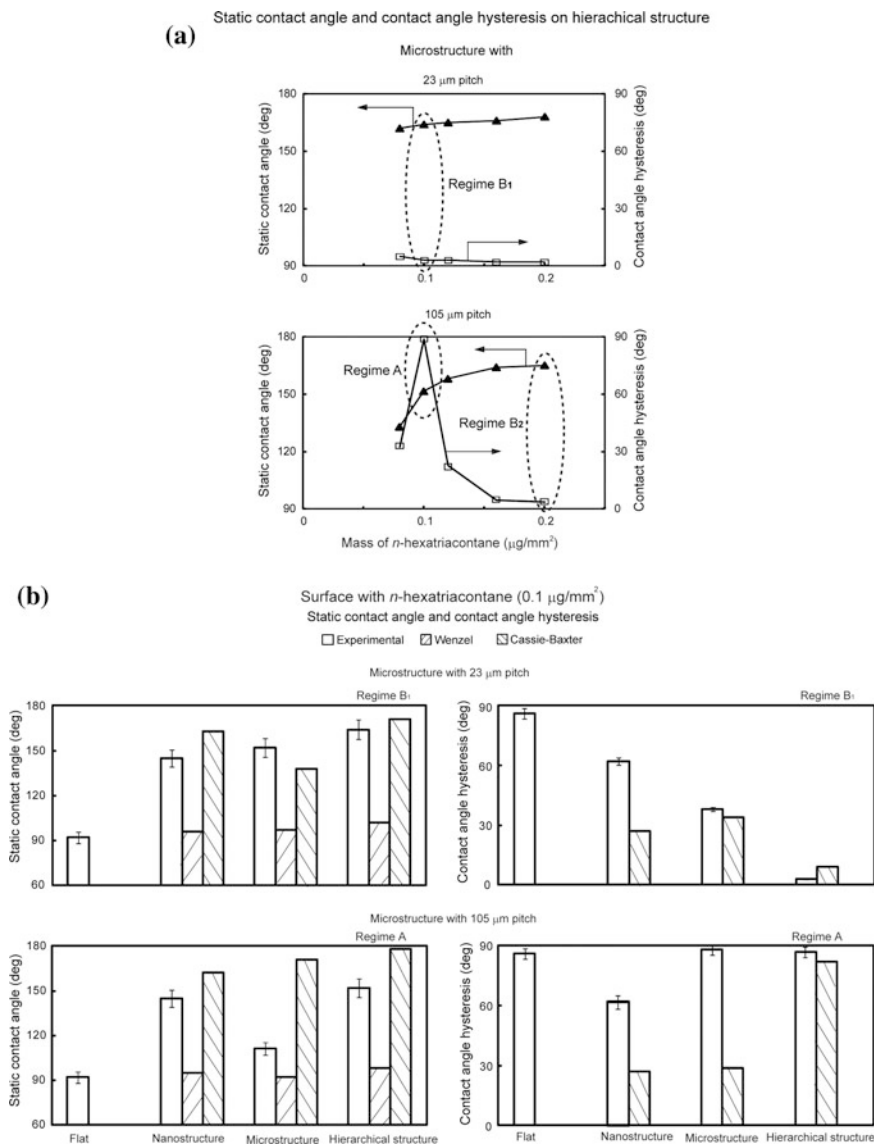 Static contact angle and contact angle hysteresis on hierachical structure
(a)
Microstructure with
23 μm pitch
180
150
120
90
Static contact angle (deg)
90
60
30
0
Contact angle hysteresis (deg)
Regime B1
0
0.1
0.2
105 μm pitch
180
150
120
90
Static contact angle (deg)
90
60
30
0
Contact angle hysteresis (deg)
Regime A
Regime B2
0
0.1
0.2
Mass of n-hexatriacontane (μg/mm²)
(b)
Surface with n-hexatriacontane (0.1 μg/mm²)
Static contact angle and contact angle hysteresis
Experimental Wenzel Cassie-Baxter
Microstructure with 23 μm pitch
Regime B1
180
150
120
90
60
Static contact angle (deg)
Regime B1
90
60
30
0
Contact angle hysteresis (deg)
Microstructure with 105 μm pitch
Regime A
180
150
120
90
60
Static contact angle (deg)
Flat Nanostructure Microstructure Hierarchical structure
Regime A
90
60
30
0
Contact angle hysteresis (deg)
Flat Nanostructure Microstructure Hierarchical structure